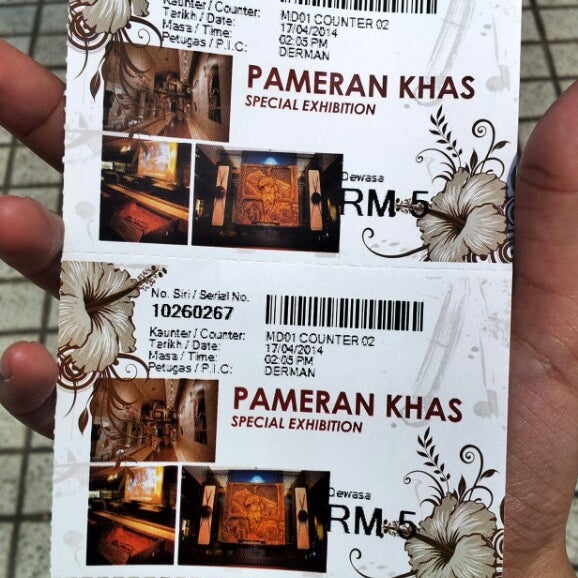 Kaunter / Counter: MD01 COUNTER 02
Tarikh / Date: 17/04/2014
Masa / Time: 02:05 PM
Petugas / P.I.C: DERMAN
PAMERAN KHAS
SPECIAL EXHIBITION
Dewasa
RM 5
No. Siri / Serial No.
10260267
Kaunter / Counter: MD01 COUNTER 02
Tarikh / Date: 17/04/2014
Masa / Time: 02:05 PM
Petugas / P.I.C: DERMAN
PAMERAN KHAS
SPECIAL EXHIBITION
Dewasa
RM 5